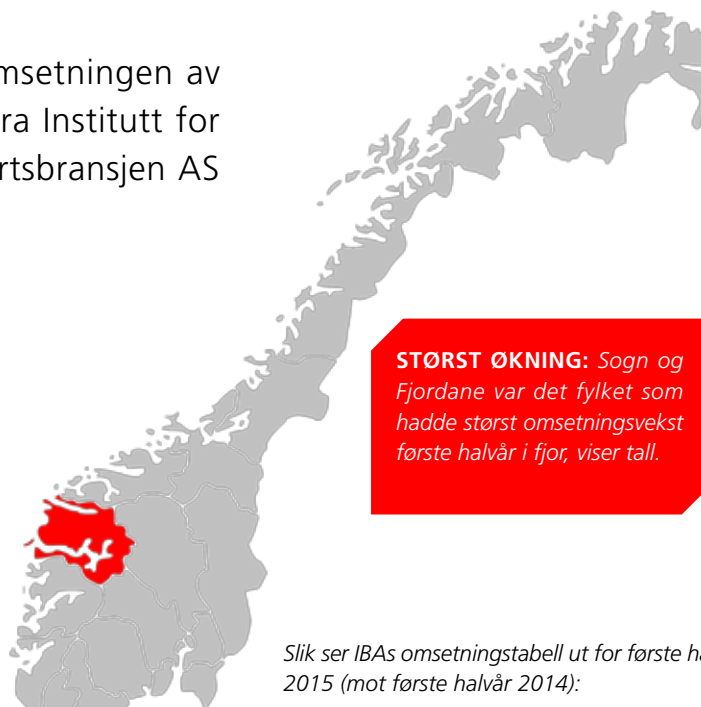 msetningen av
ra Institutt for
rtsbransjen AS
STØRST ØKNING: Sogn og
Fjordane var det fylket som
hadde størst omsetningsvekst
første halvår i fjor, viser tall.
Slik ser IBAs omsetningstabell ut for første ha
2015 (mot første halvår 2014):